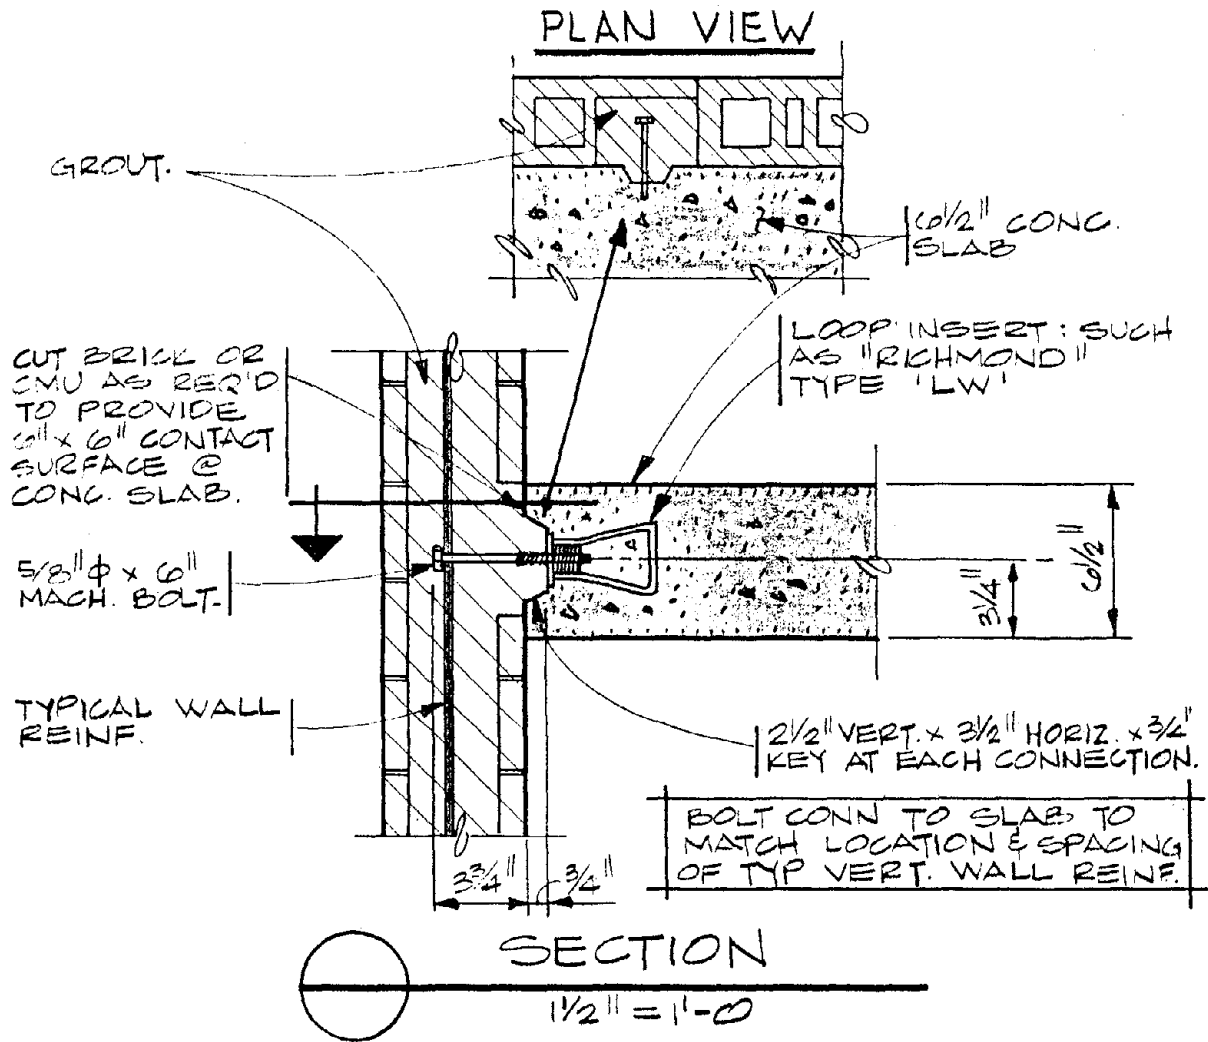 PLAN VIEW
GROUT.
6 1/2" CONC.
SLAB
LOOP INSERT : SUCH
AS "RICHMOND"
TYPE 'LW'
CUT BRICK OR
CMU AS REQ'D
TO PROVIDE
6" x 6" CONTACT
SURFACE @
CONC. SLAB.
5/8" φ x 6"
MACH. BOLT.
6 1/2"
3 1/4"
TYPICAL WALL
REINF.
2 1/2" VERT. x 3 1/2" HORIZ. x 3/4"
KEY AT EACH CONNECTION.
BOLT CONN TO SLAB TO
MATCH LOCATION & SPACING
OF TYP VERT. WALL REINF.
3 3/4"
3/4"
SECTION
1 1/2" = 1'-0